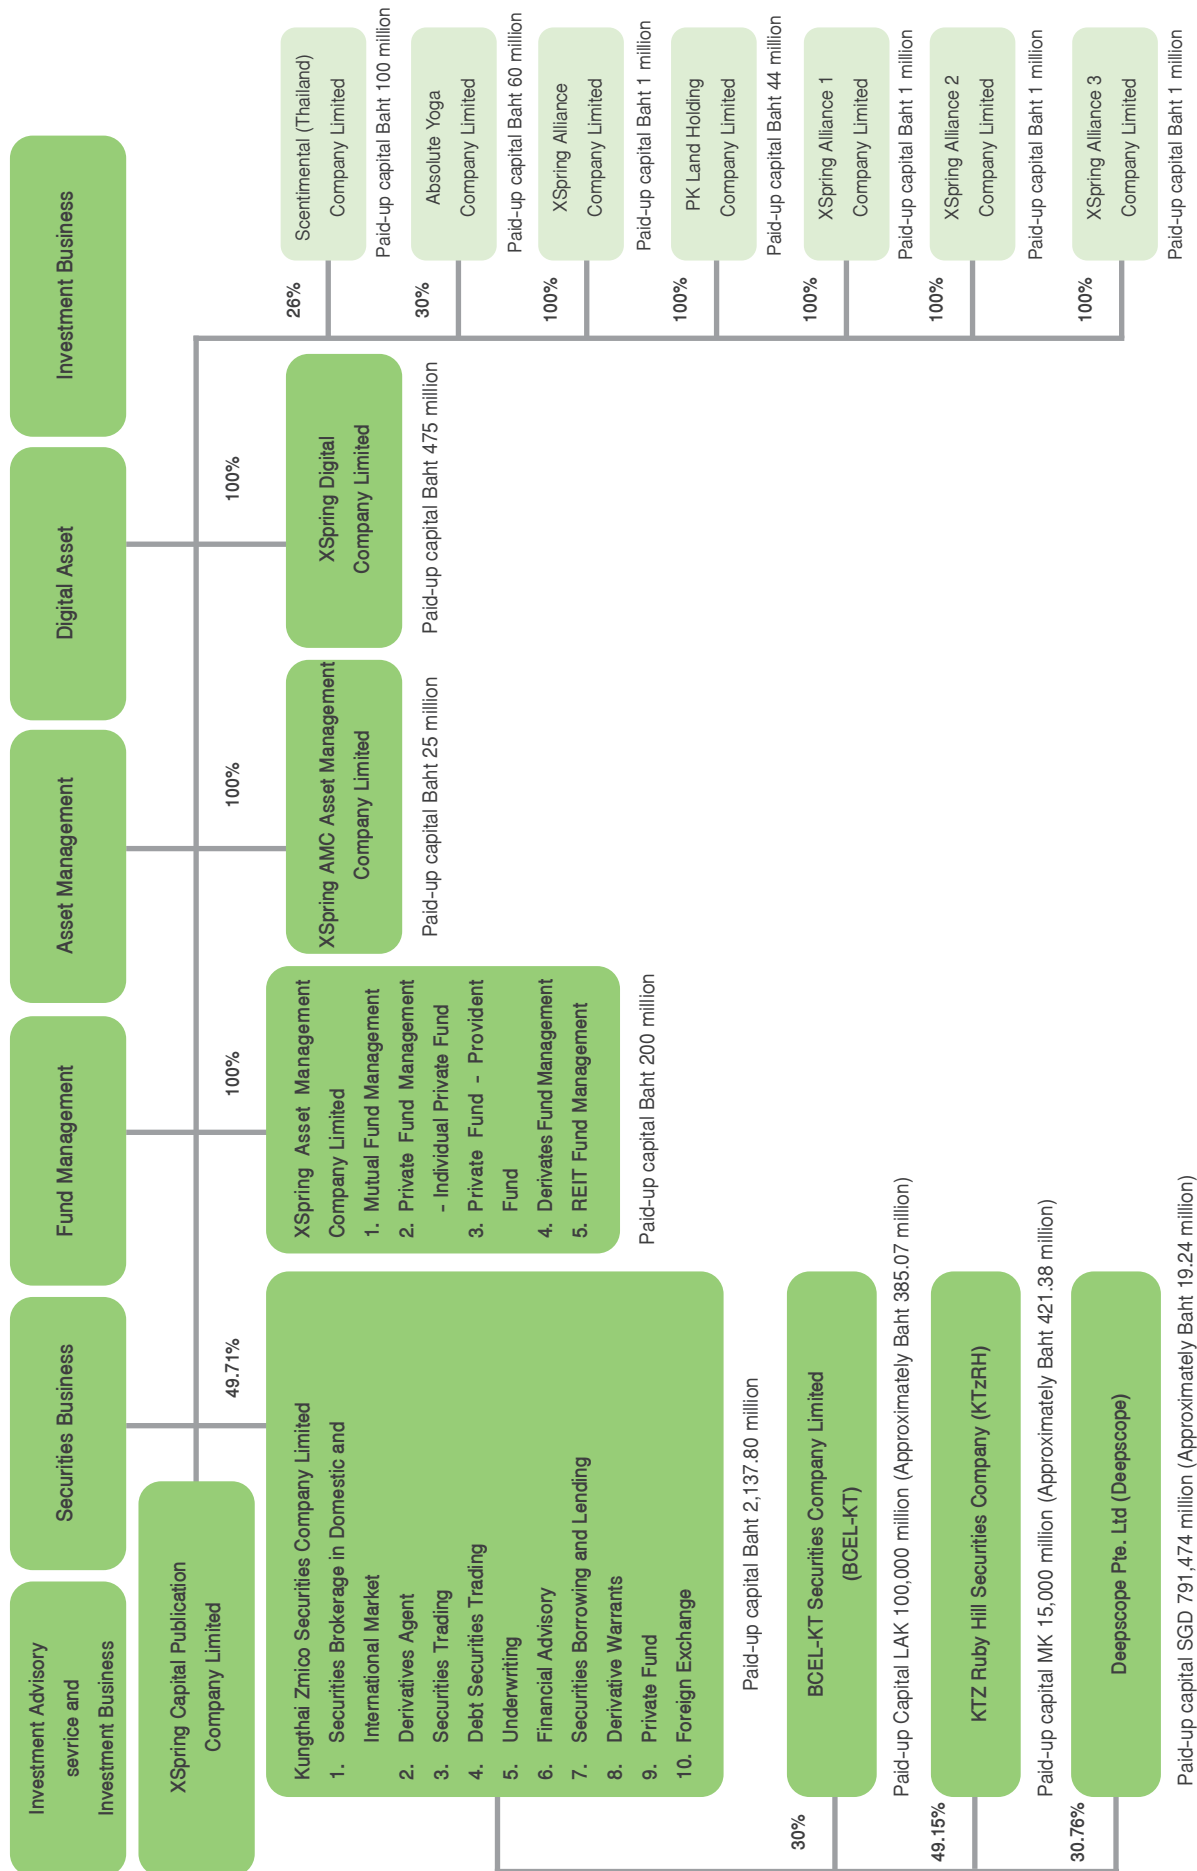 Investment Advisory
sevrice and
Investment Business
Securities Business
Fund Management
Asset Management
Digital Asset
Investment Business
XSpring Capital Publication
Company Limited
49.71%
100%
100%
100%
Kungthai Zmico Securities Company Limited
1. Securities Brokerage in Domestic and
International Market
2. Derivatives Agent
3. Securities Trading
4. Debt Securities Trading
5. Underwriting
6. Financial Advisory
7. Securities Borrowing and Lending
8. Derivative Warrants
9. Private Fund
10. Foreign Exchange
Paid-up capital Baht 2,137.80 million
XSpring Asset Management
Company Limited
1. Mutual Fund Management
2. Private Fund Management
- Individual Private Fund
3. Private Fund - Provident
Fund
4. Derivates Fund Management
5. REIT Fund Management
Paid-up capital Baht 200 million
XSpring AMC Asset Management
Company Limited
Paid-up capital Baht 25 million
XSpring Digital
Company Limited
Paid-up capital Baht 475 million
26%
Scentimental (Thailand)
Company Limited
Paid-up capital Baht 100 million
30%
Absolute Yoga
Company Limited
Paid-up capital Baht 60 million
100%
XSpring Alliance
Company Limited
Paid-up capital Baht 1 million
100%
PK Land Holding
Company Limited
Paid-up capital Baht 44 million
100%
XSpring Alliance 1
Company Limited
Paid-up capital Baht 1 million
100%
XSpring Alliance 2
Company Limited
Paid-up capital Baht 1 million
100%
XSpring Alliance 3
Company Limited
Paid-up capital Baht 1 million
30%
BCEL-KT Securities Company Limited
(BCEL-KT)
Paid-up Capital LAK 100,000 million (Approximately Baht 385.07 million)
49.15%
KTZ Ruby Hill Securities Company (KTzRH)
Paid-up capital MK 15,000 million (Approximately Baht 421.38 million)
30.76%
Deepscope Pte. Ltd (Deepscope)
Paid-up capital SGD 791,474 million (Approximately Baht 19.24 million)